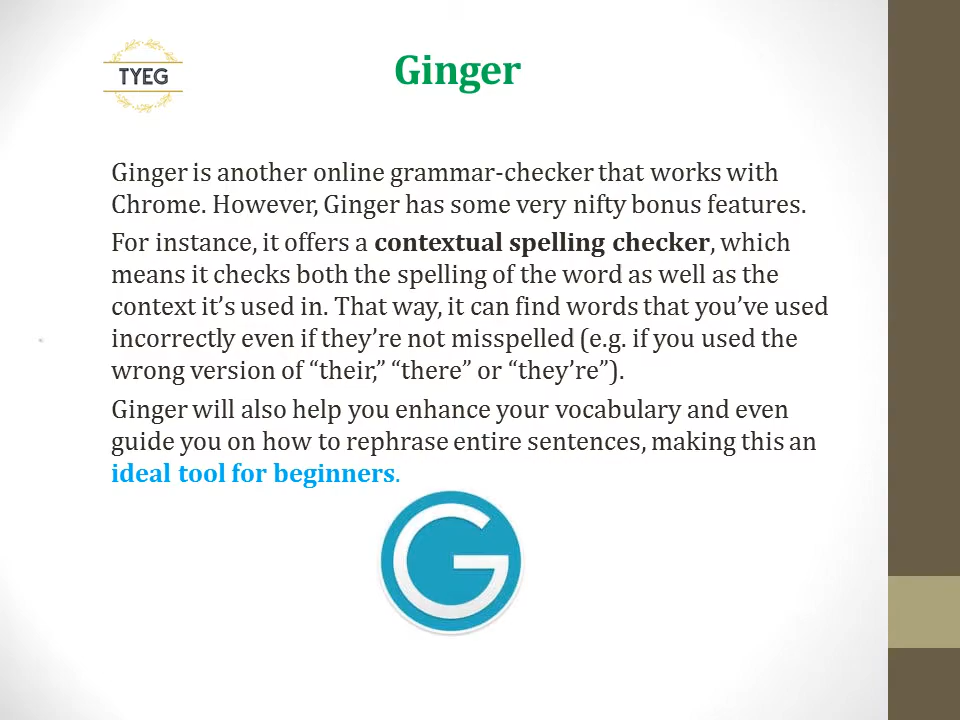 TYEG
Ginger
Ginger is another online grammar-checker that works with
Chrome. However, Ginger has some very nifty bonus features.
For instance, it offers a contextual spelling checker, which
means it checks both the spelling of the word as well as the
context it’s used in. That way, it can find words that you’ve used
incorrectly even if they’re not misspelled (e.g. if you used the
wrong version of “their,” “there” or “they’re”).
Ginger will also help you enhance your vocabulary and even
guide you on how to rephrase entire sentences, making this an
ideal tool for beginners.
G